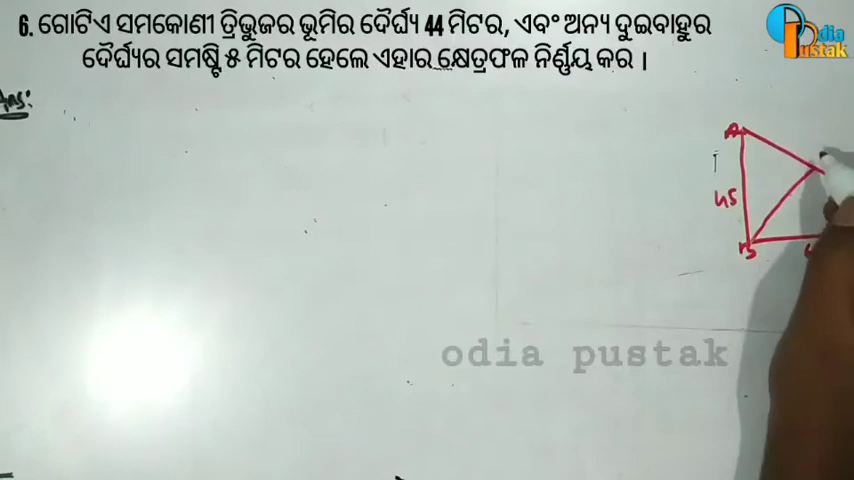 6. ଗୋଟିଏ ସମକୋଣୀ ତ୍ରିଭୁଜର ଭୂମିର ଦୈର୍ଘ୍ୟ 44 ମିଟର, ଏବଂ ଅନ୍ୟ ଦୁଇବାହୁର
ଦୈର୍ଘ୍ୟର ସମଷ୍ଟି ୫ ମିଟର ହେଲେ ଏହାର କ୍ଷେତ୍ରଫଳ ନିର୍ଣ୍ଣୟ କର ।
Odia
Pustak
Ans:
A
B
odia pustak